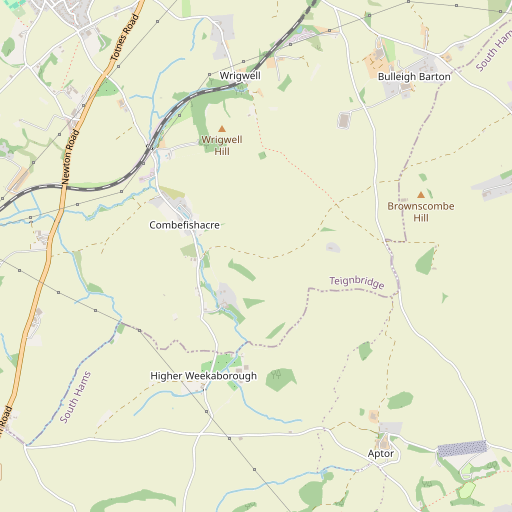 Totnes Road
South Hams
Wrigwell
Bulleigh Barton
Wrigwell
Hill
Newton Road
Brownscombe
Hill
Combefishacre
Teignbridge
Higher Weekaborough
South Hams
Road
Aptor